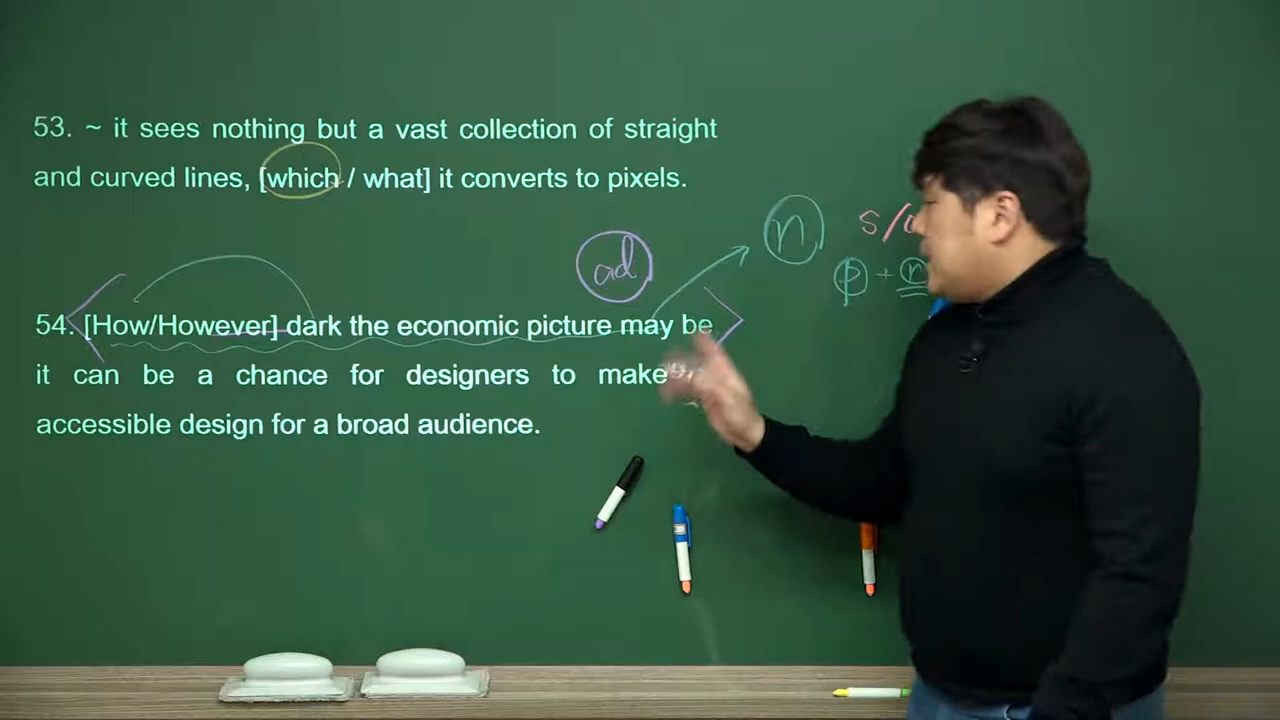 53. ~ it sees nothing but a vast collection of straight
and curved lines, [which / what] it converts to pixels.
ad
n
s/
p + n
54. [How/However] dark the economic picture may be
it can be a chance for designers to make
accessible design for a broad audience.